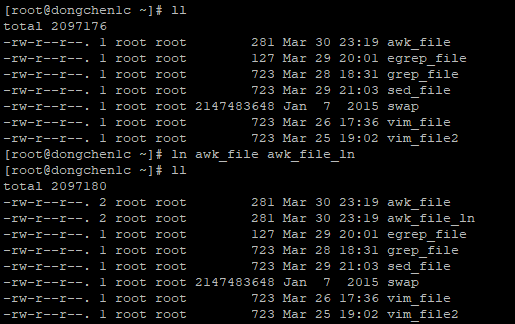 [root@dongchen1c ~]# ll
total 2097176
-rw-r--r--. 1 root root        281 Mar 30 23:19 awk_file
-rw-r--r--. 1 root root        127 Mar 29 20:01 egrep_file
-rw-r--r--. 1 root root        723 Mar 28 18:31 grep_file
-rw-r--r--. 1 root root        723 Mar 29 21:03 sed_file
-rw-r--r--. 1 root root 2147483648 Jan  7  2015 swap
-rw-r--r--. 1 root root        723 Mar 26 17:36 vim_file
-rw-r--r--. 1 root root        723 Mar 25 19:02 vim_file2
[root@dongchen1c ~]# ln awk_file awk_file_ln
[root@dongchen1c ~]# ll
total 2097180
-rw-r--r--. 2 root root        281 Mar 30 23:19 awk_file
-rw-r--r--. 2 root root        281 Mar 30 23:19 awk_file_ln
-rw-r--r--. 1 root root        127 Mar 29 20:01 egrep_file
-rw-r--r--. 1 root root        723 Mar 28 18:31 grep_file
-rw-r--r--. 1 root root        723 Mar 29 21:03 sed_file
-rw-r--r--. 1 root root 2147483648 Jan  7  2015 swap
-rw-r--r--. 1 root root        723 Mar 26 17:36 vim_file
-rw-r--r--. 1 root root        723 Mar 25 19:02 vim_file2